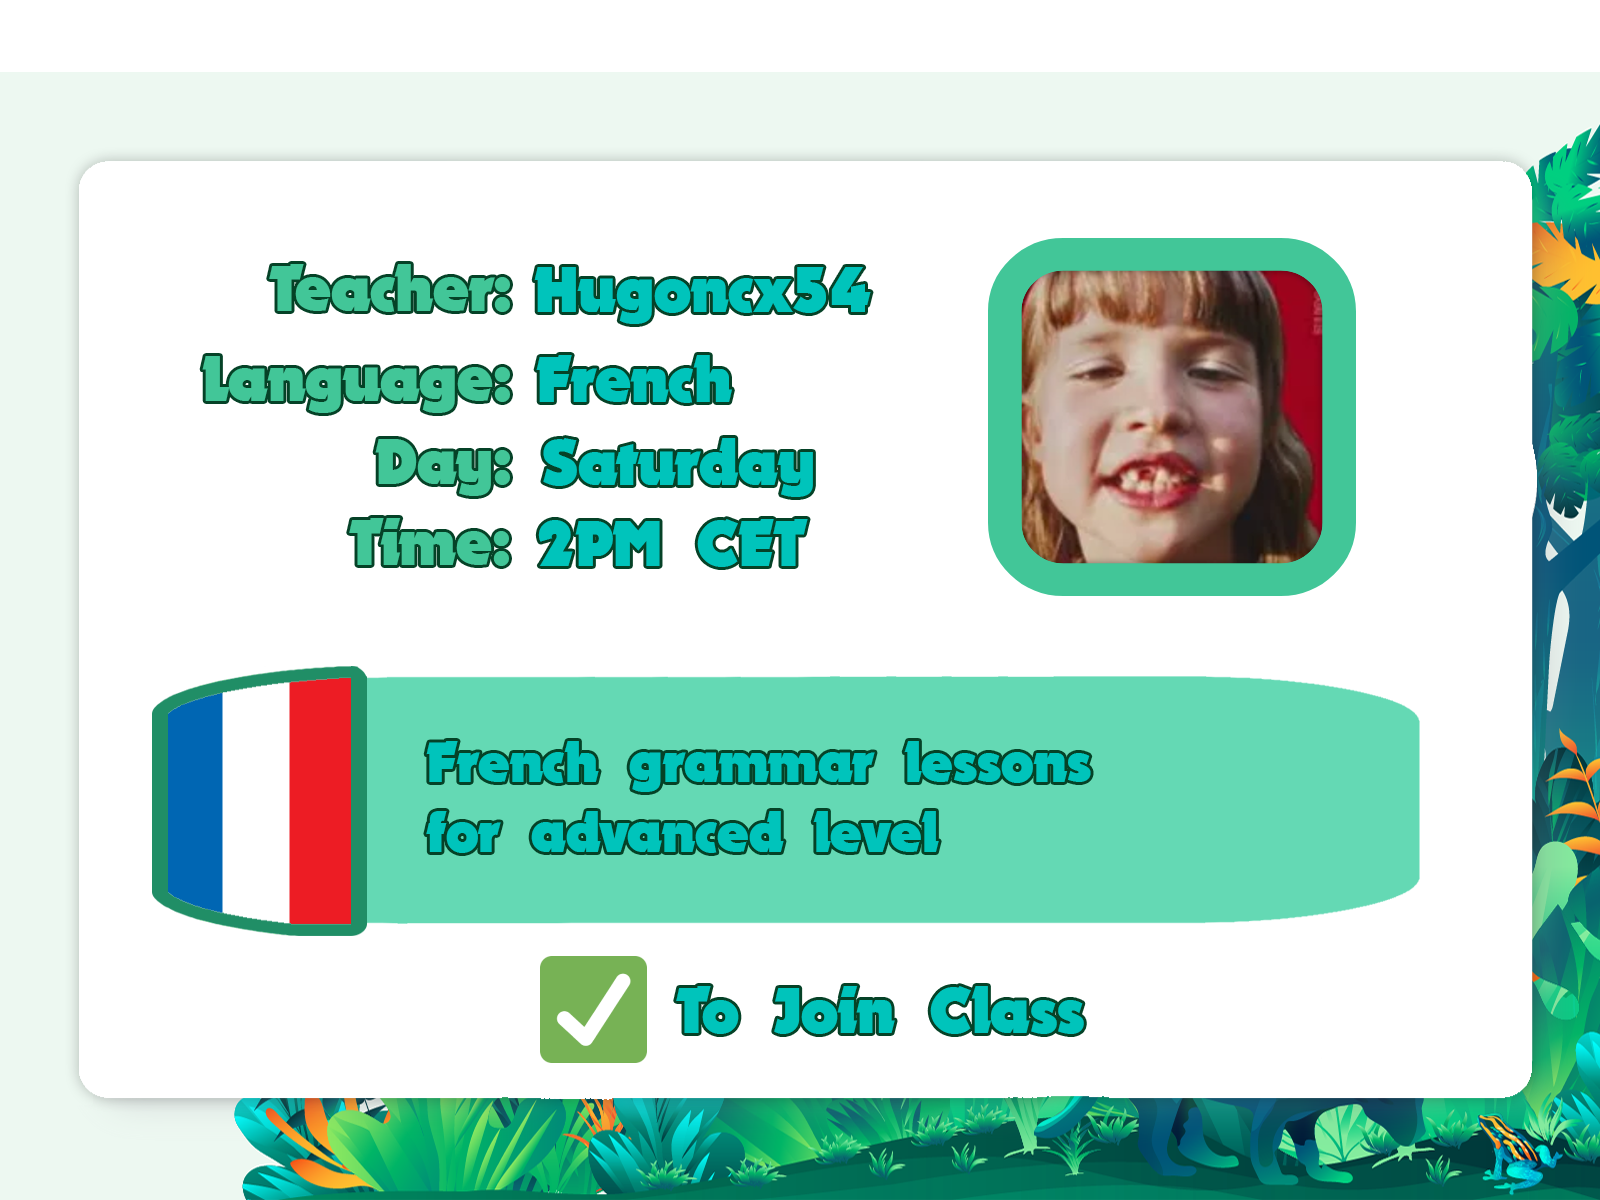 Teacher: Hugoncx54
Language: French
Day: Saturday
Time: 2PM CET
French grammar lessons
for advanced level
To Join Class